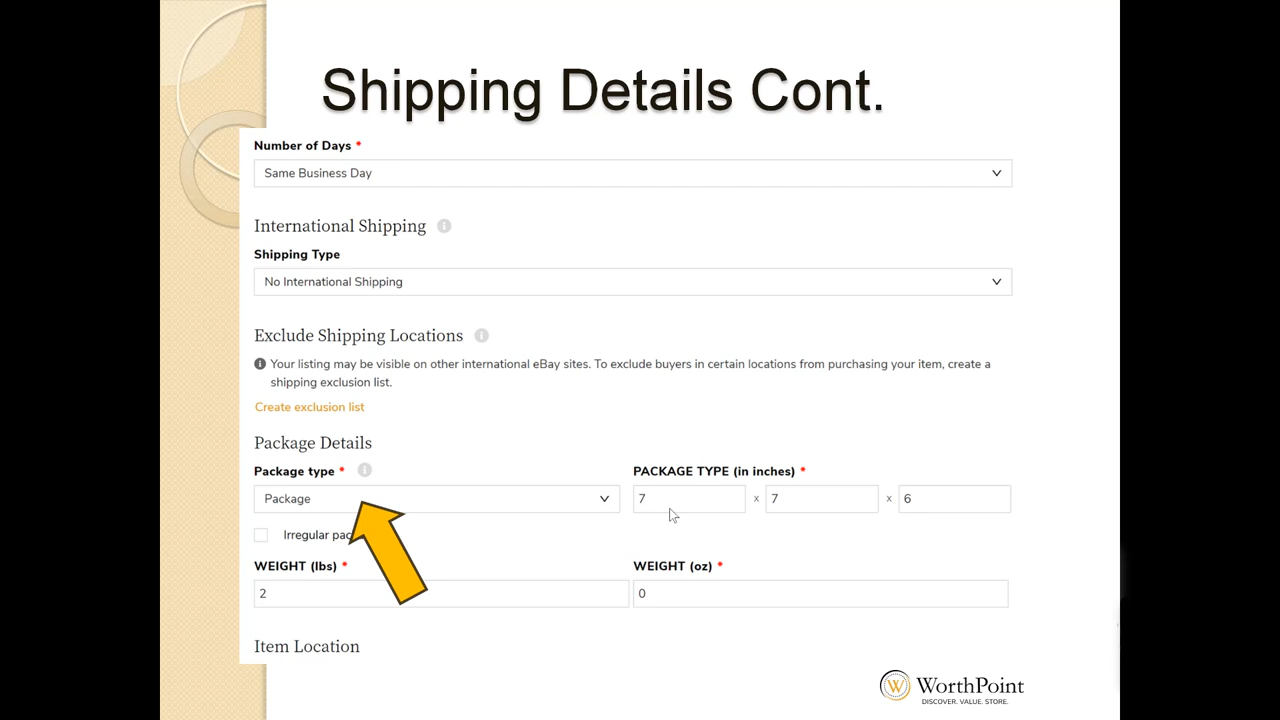 Shipping Details Cont.
Number of Days *
Same Business Day
International Shipping
Shipping Type
No International Shipping
Exclude Shipping Locations
Your listing may be visible on other international eBay sites. To exclude buyers in certain locations from purchasing your item, create a
shipping exclusion list.
Create exclusion list
Package Details
Package type *
PACKAGE TYPE (in inches) *
Package
7 x 7 x 6
Irregular pac
WEIGHT (lbs) *
WEIGHT (oz) *
2
0
Item Location
W WorthPoint
DISCOVER. VALUE. STORE.